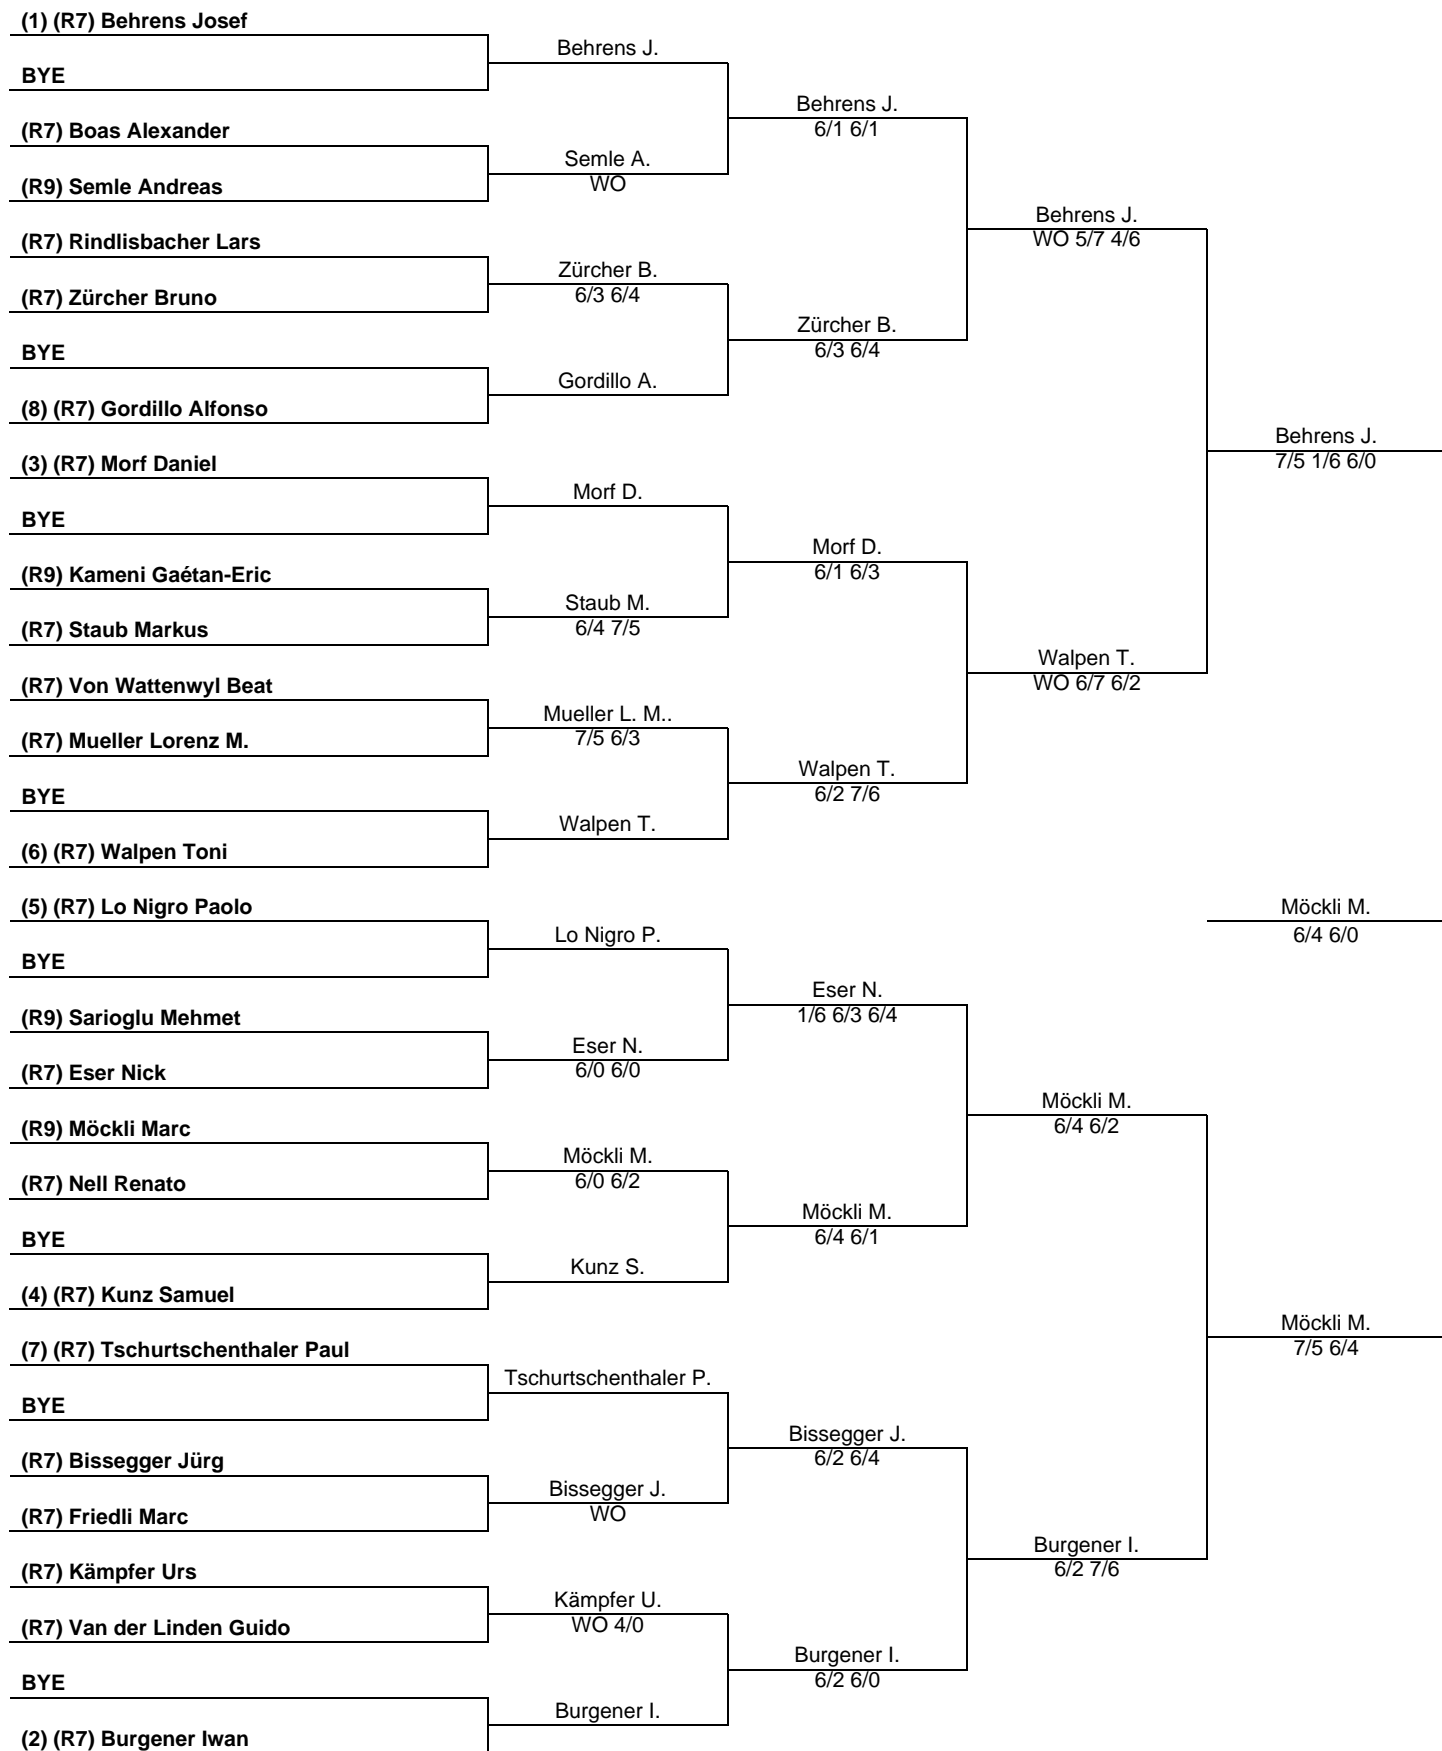 (1) (R7) Behrens Josef
BYE
(R7) Boas Alexander
(R9) Semle Andreas
(R7) Rindlisbacher Lars
(R7) Zürcher Bruno
BYE
(8) (R7) Gordillo Alfonso
(3) (R7) Morf Daniel
BYE
(R9) Kameni Gaétan-Eric
(R7) Staub Markus
(R7) Von Wattenwyl Beat
(R7) Mueller Lorenz M.
BYE
(6) (R7) Walpen Toni
(5) (R7) Lo Nigro Paolo
BYE
(R9) Sarioglu Mehmet
(R7) Eser Nick
(R9) Möckli Marc
(R7) Nell Renato
BYE
(4) (R7) Kunz Samuel
(7) (R7) Tschurtschenthaler Paul
BYE
(R7) Bissegger Jürg
(R7) Friedli Marc
(R7) Kämpfer Urs
(R7) Van der Linden Guido
BYE
(2) (R7) Burgener Iwan
Behrens J.
Semle A.
WO
Zürcher B.
6/3 6/4
Gordillo A.
Morf D.
Staub M.
6/4 7/5
Mueller L. M..
7/5 6/3
Walpen T.
Lo Nigro P.
Eser N.
6/0 6/0
Möckli M.
6/0 6/2
Kunz S.
Tschurtschenthaler P.
Bissegger J.
WO
Kämpfer U.
WO 4/0
Burgener I.
Behrens J.
6/1 6/1
Zürcher B.
6/3 6/4
Morf D.
6/1 6/3
Walpen T.
6/2 7/6
Eser N.
1/6 6/3 6/4
Möckli M.
6/4 6/1
Bissegger J.
6/2 6/4
Burgener I.
6/2 6/0
Behrens J.
WO 5/7 4/6
Walpen T.
WO 6/7 6/2
Möckli M.
6/4 6/2
Burgener I.
6/2 7/6
Behrens J.
7/5 1/6 6/0
Möckli M.
6/4 6/0
Möckli M.
7/5 6/4